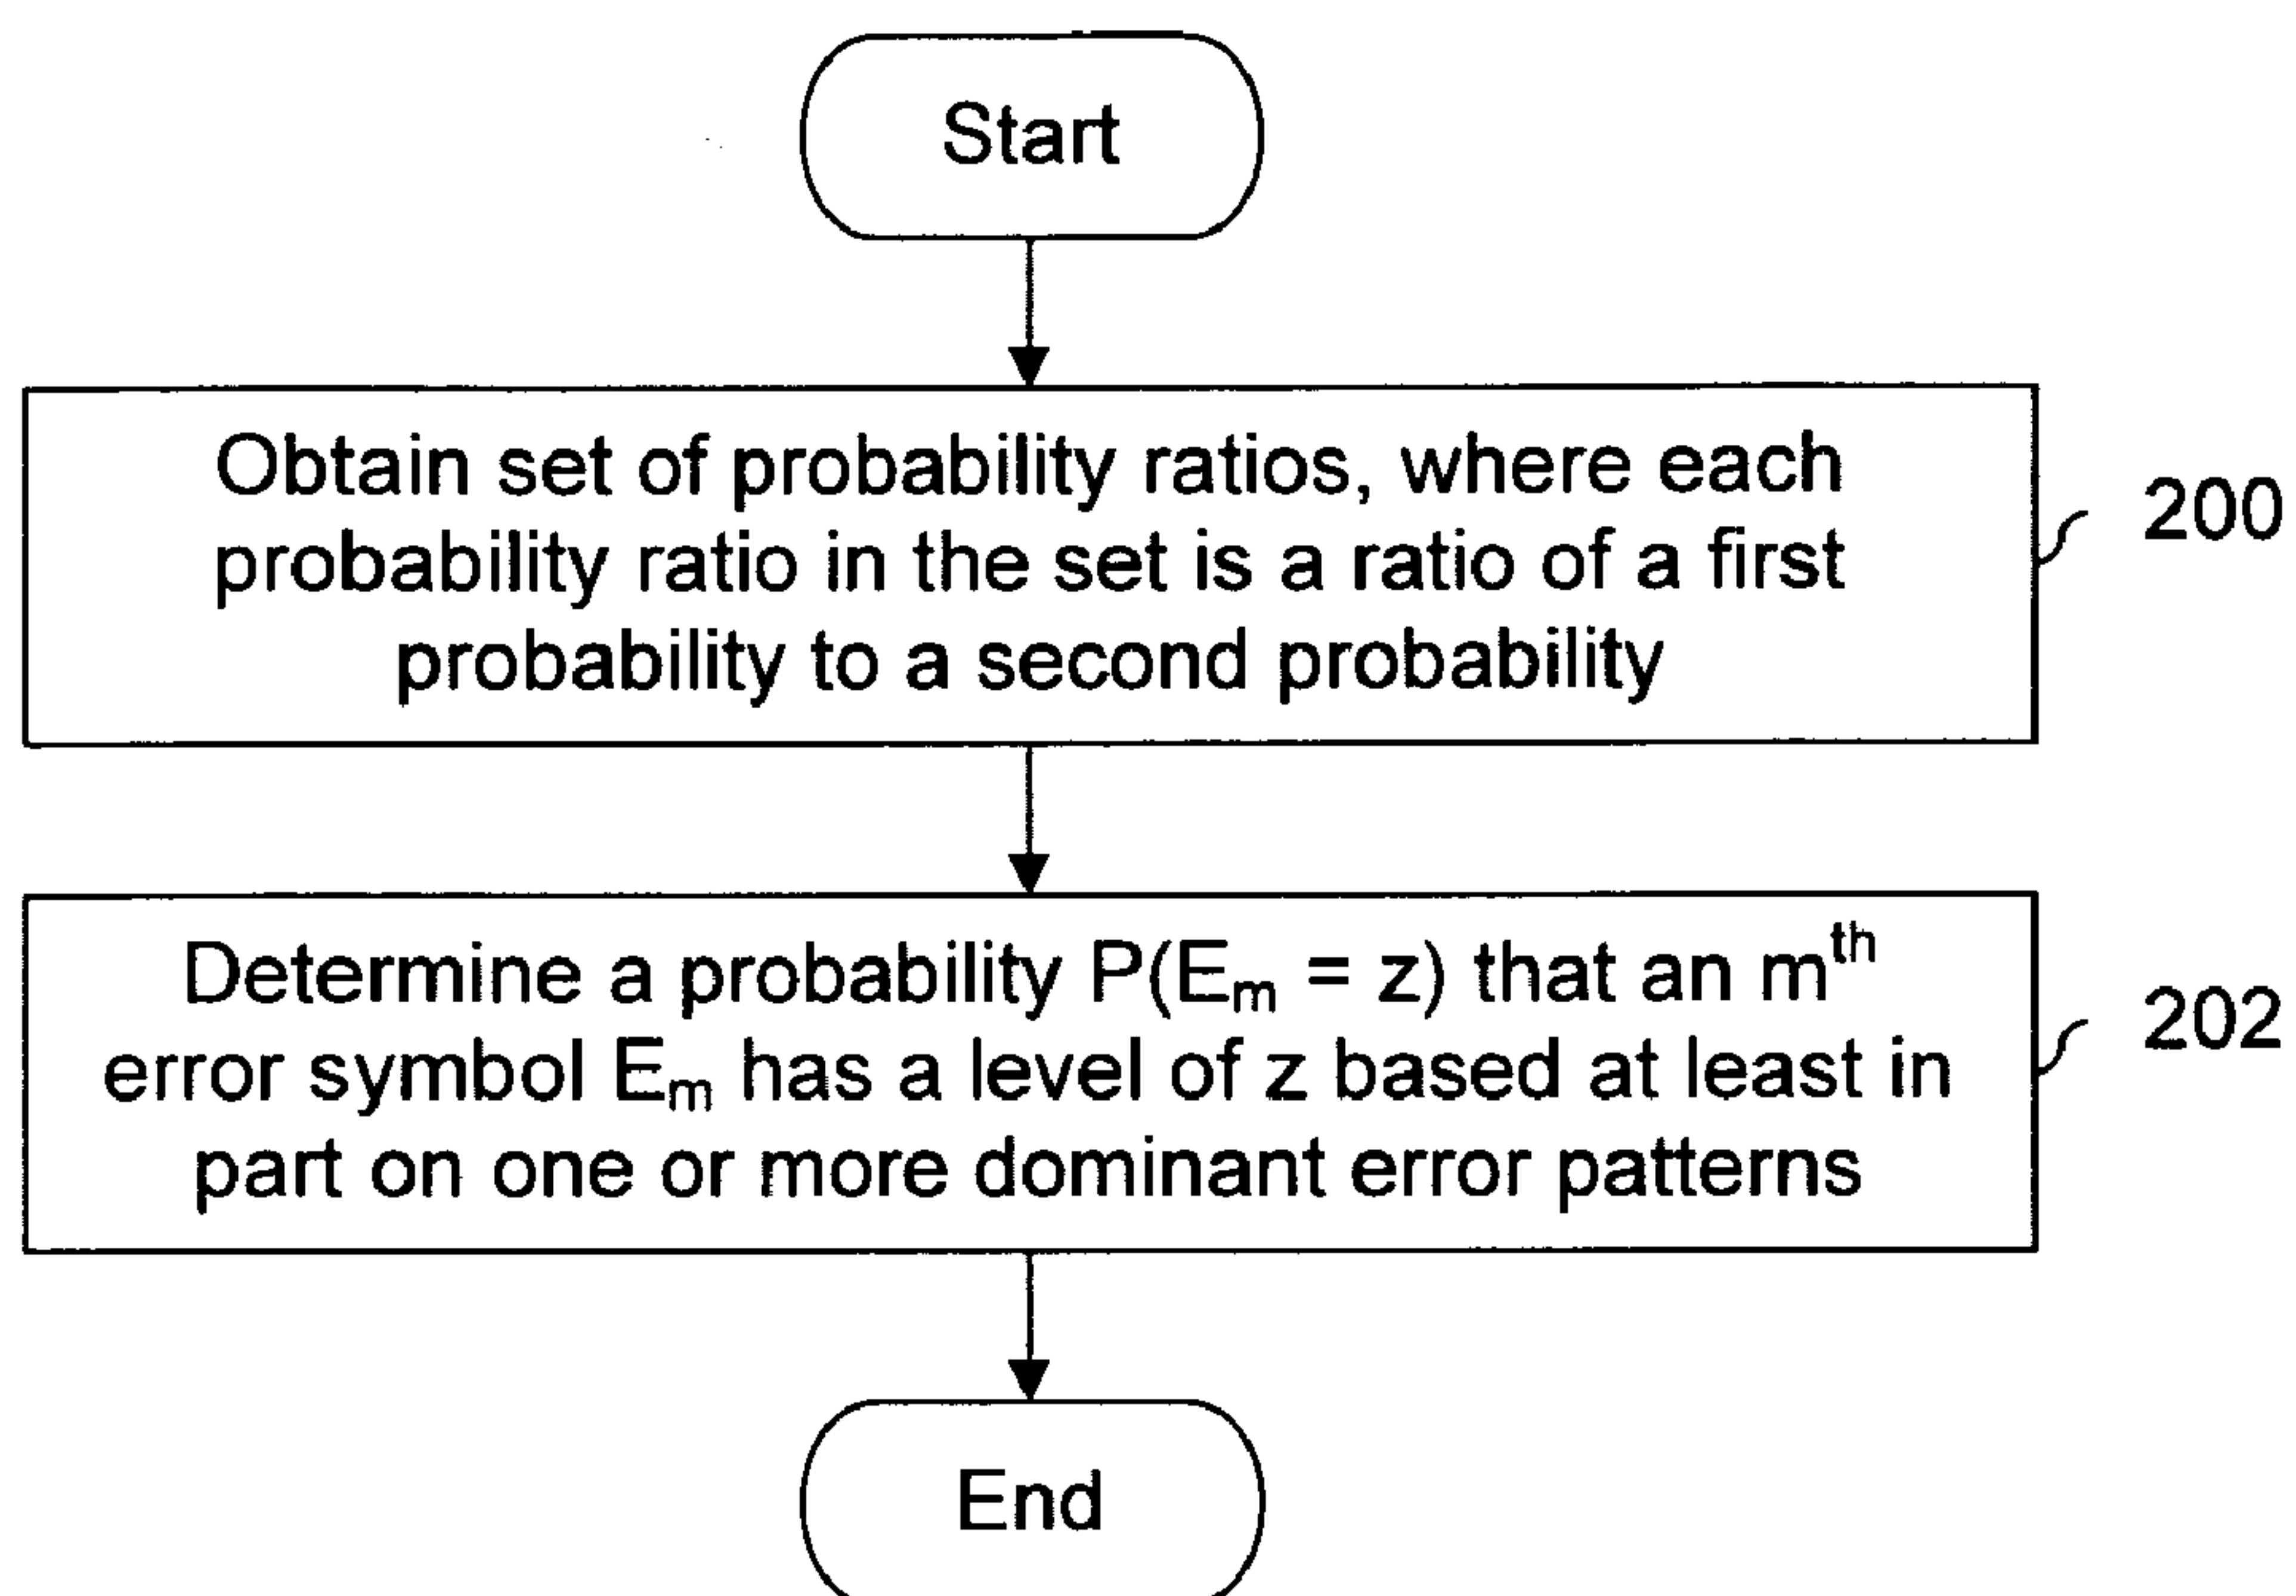 Start
Obtain set of probability ratios, where each
probability ratio in the set is a ratio of a first
probability to a second probability
200
Determine a probability P(Eₘ = z) that an mᵗʰ
error symbol Eₘ has a level of z based at least in
part on one or more dominant error patterns
202
End